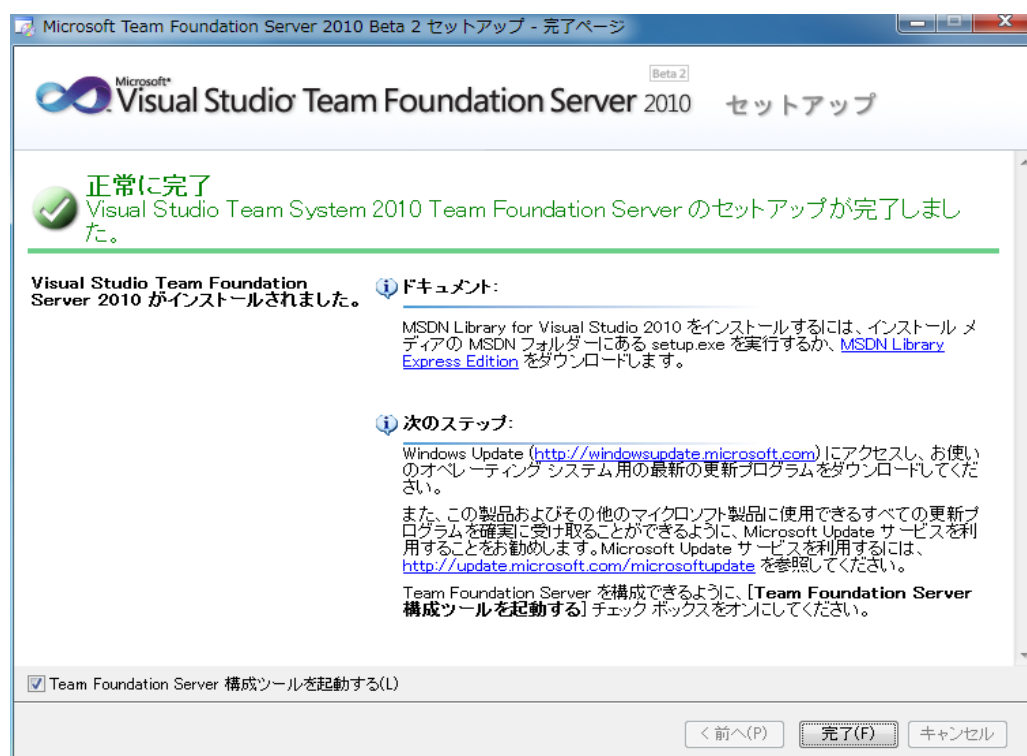 Microsoft Team Foundation Server 2010 Beta 2 セットアップ - 完了ページ
Beta 2
Microsoft®
Visual Studio® Team Foundation Server 2010 セットアップ
正常に完了
Visual Studio Team System 2010 Team Foundation Server のセットアップが完了しまし
た。
Visual Studio Team Foundation
Server 2010 がインストールされました。
ドキュメント:
MSDN Library for Visual Studio 2010 をインストールするには、インストール メ
ディアの MSDN フォルダーにある setup.exe を実行するか、MSDN Library
Express Edition をダウンロードします。
次のステップ:
Windows Update (http://windowsupdate.microsoft.com) にアクセスし、お使い
のオペレーティング システム用の最新の更新プログラムをダウンロードしてくだ
さい。
また、この製品およびその他のマイクロソフト製品に使用できるすべての更新プ
ログラムを確実に受け取ることができるように、Microsoft Update サービスを利
用することをお勧めします。Microsoft Update サービスを利用するには、
http://update.microsoft.com/microsoftupdate を参照してください。
Team Foundation Server を構成できるように、[Team Foundation Server
構成ツールを起動する] チェック ボックスをオンにしてください。
Team Foundation Server 構成ツールを起動する(L)
< 前へ(P)
完了(F)
キャンセル